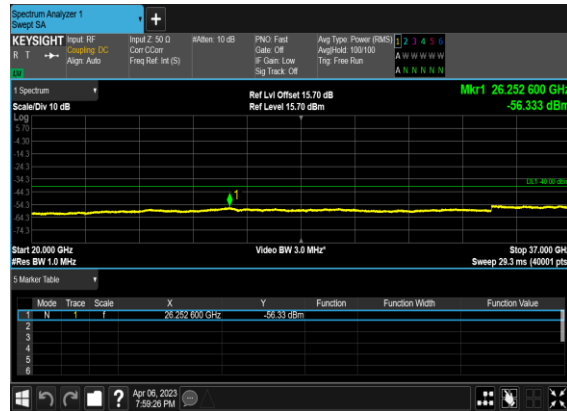 Spectrum Analyzer 1
Swept SA
+
KEYSIGHT
R T
Input: RF
Coupling: DC
Align: Auto
Input Z: 50 Ω
Corr CCorr
Freq Ref: Int (S)
#Atten: 10 dB
PNO: Fast
Gate: Off
IF Gain: Low
Sig Track: Off
Avg Type: Power (RMS)
Avg|Hold: 100/100
Trig: Free Run
1 2 3 4 5 6
A W W W W W
A N N N N N
1 Spectrum
Scale/Div 10 dB
Log
Ref Lvl Offset 15.70 dB
Ref Level 15.70 dBm
Mkr1 26.252 600 GHz
-56.333 dBm
5.70
-4.30
-14.3
-24.3
-34.3
-44.3
-54.3
-64.3
-74.3
DL1 -40.00 dBm
1
Start 20.000 GHz
#Res BW 1.0 MHz
Video BW 3.0 MHz*
Stop 37.000 GHz
Sweep 29.3 ms (40001 pts)
5 Marker Table
Mode Trace Scale X Y Function Function Width Function Value
1 N 1 f 26.252 600 GHz -56.33 dBm
2
3
4
5
6
?
Apr 06, 2023
7:59:26 PM